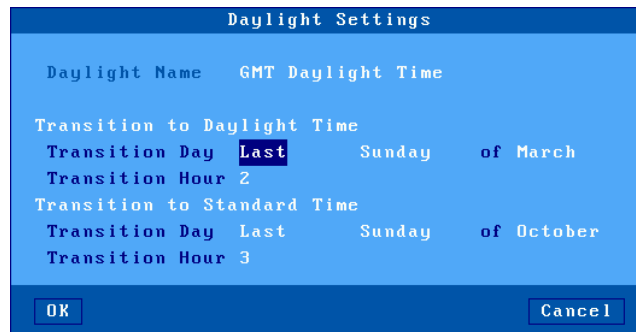 Daylight Settings
Daylight Name GMT Daylight Time
Transition to Daylight Time
Transition Day Last Sunday of March
Transition Hour 2
Transition to Standard Time
Transition Day Last Sunday of October
Transition Hour 3
OK Cancel